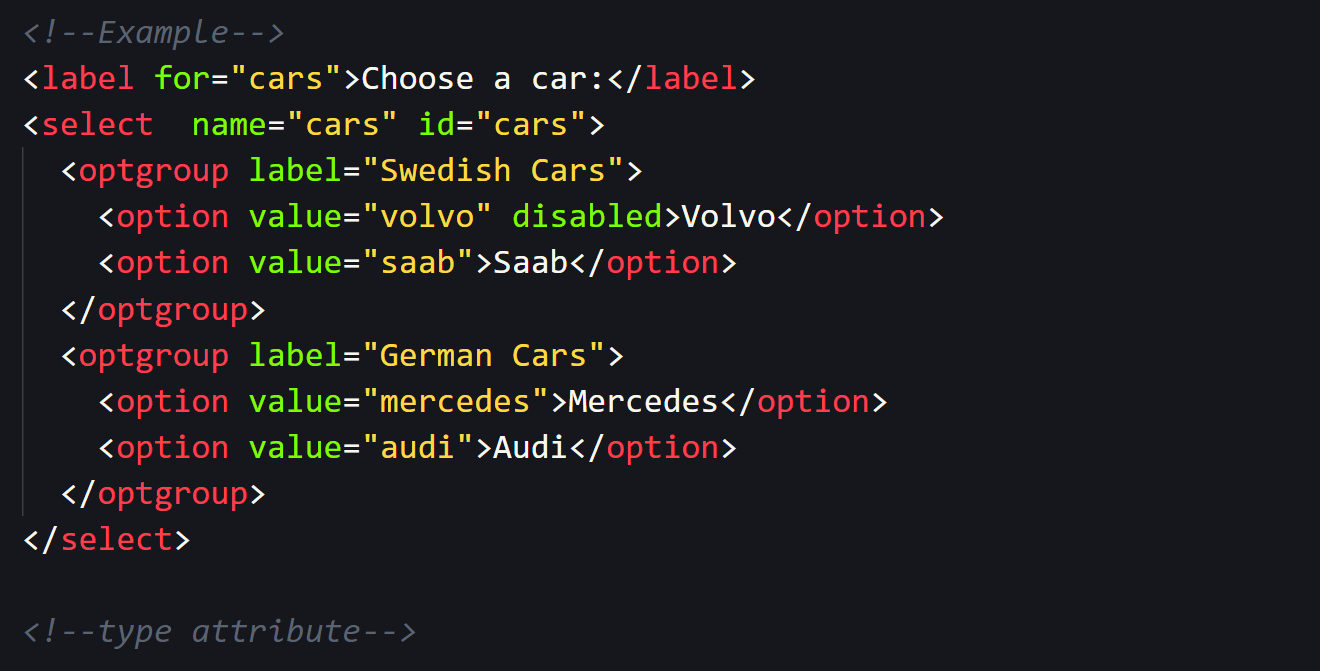 <!--Example-->
<label for="cars">Choose a car:</label>
<select  name="cars" id="cars">
  <optgroup label="Swedish Cars">
    <option value="volvo" disabled>Volvo</option>
    <option value="saab">Saab</option>
  </optgroup>
  <optgroup label="German Cars">
    <option value="mercedes">Mercedes</option>
    <option value="audi">Audi</option>
  </optgroup>
</select>

<!--type attribute-->